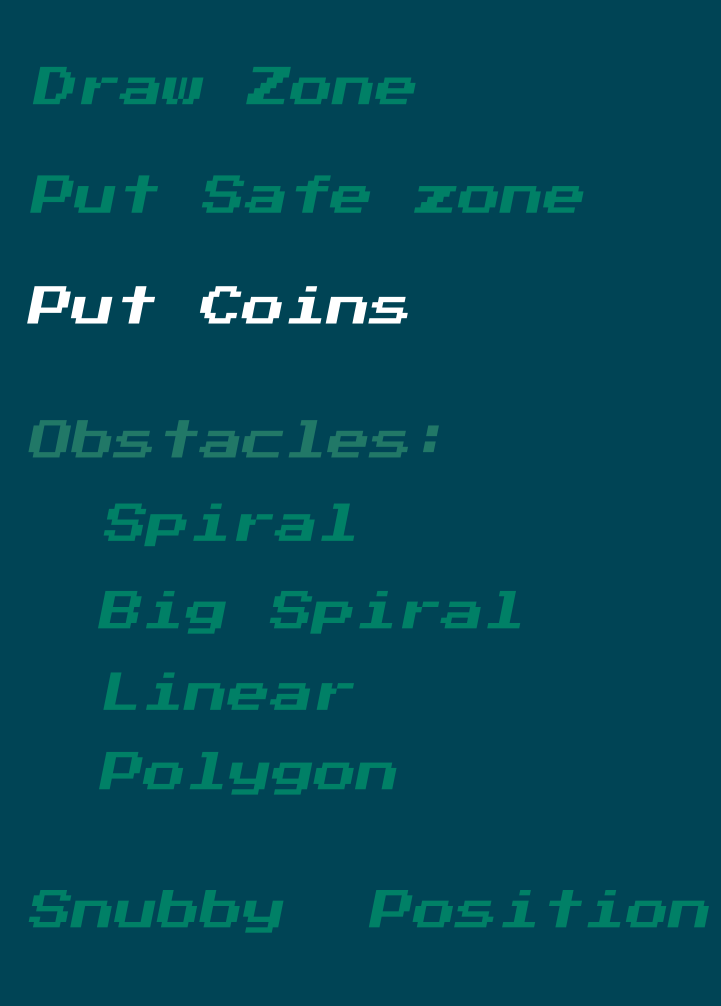 Draw Zone
Put Safe zone
Put Coins
Obstacles:
Spiral
Big Spiral
Linear
Polygon
Snubby Position